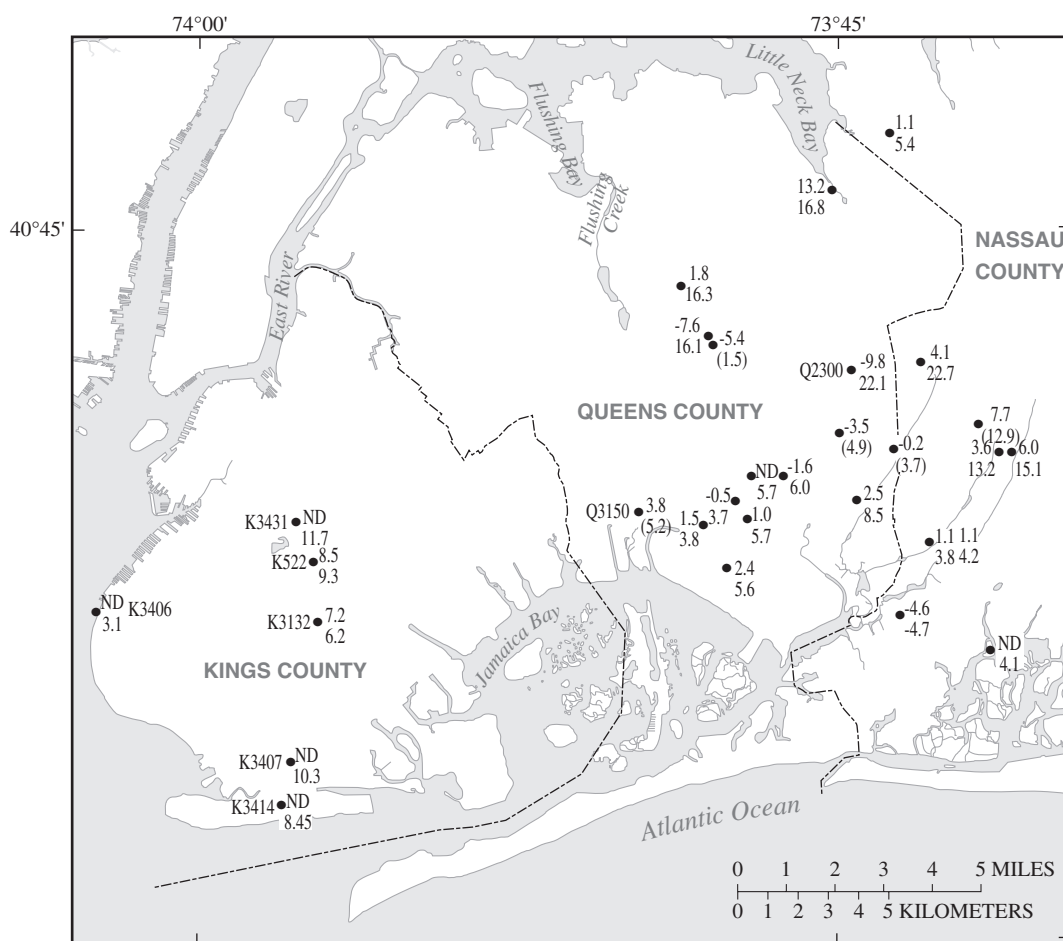 74°00'
73°45'
40°45'
Little Neck Bay
Flushing Bay
Flushing
Creek
East River
1.1
5.4
13.2
16.8
NASSAU
COUNTY
1.8
16.3
-7.6
16.1
-5.4
(1.5)
Q2300
-9.8
22.1
4.1
22.7
QUEENS COUNTY
7.7
(12.9)
-3.5
(4.9)
-0.2
(3.7)
3.6
13.2
6.0
15.1
ND
5.7
-1.6
6.0
-0.5
3.7
2.5
8.5
Q3150
3.8
(5.2)
1.5
3.8
1.0
5.7
K3431
ND
11.7
K522
8.5
9.3
1.1
3.8
1.1
4.2
2.4
5.6
ND
3.1
K3406
K3132
7.2
6.2
-4.6
-4.7
ND
4.1
KINGS COUNTY
Jamaica Bay
K3407
ND
10.3
K3414
ND
8.45
Atlantic Ocean
0 1 2 3 4 5 MILES
0 1 2 3 4 5 KILOMETERS